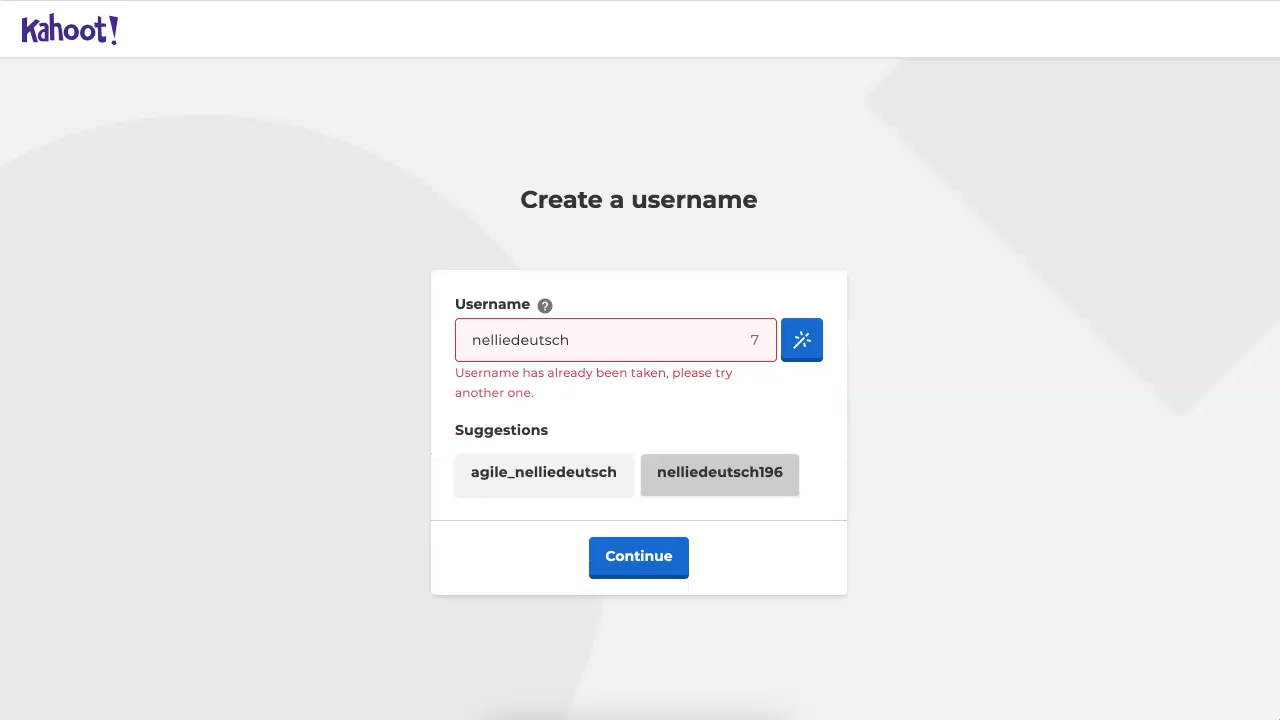 Kahoot!
Create a username
Username ?
nelliedeutsch 7
Username has already been taken, please try
another one.
Suggestions
agile_nelliedeutsch nelliedeutsch196
Continue